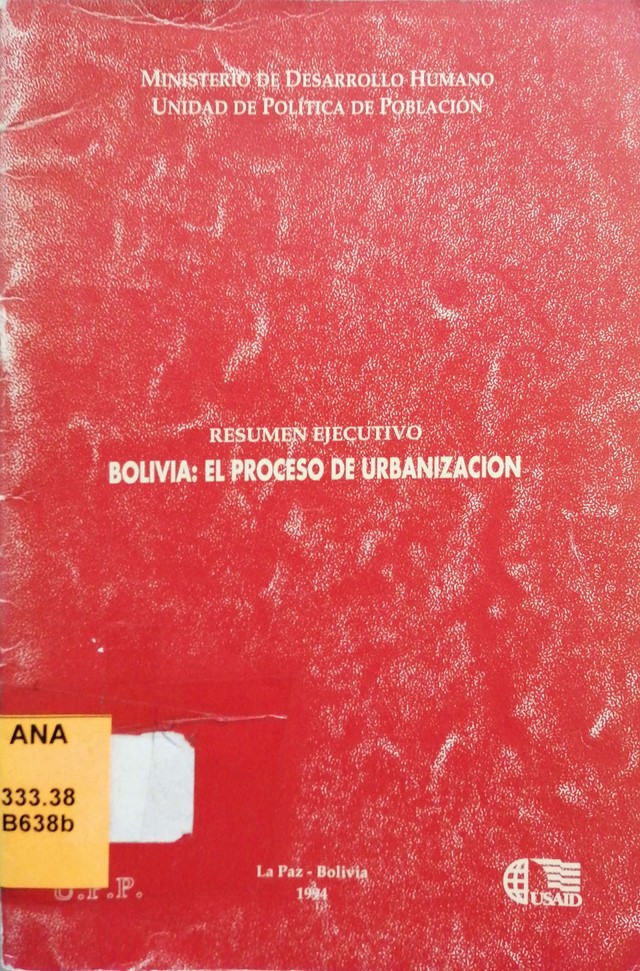 MINISTERIO DE DESARROLLO HUMANO
UNIDAD DE POLÍTICA DE POBLACIÓN
RESUMEN EJECUTIVO
BOLIVIA: EL PROCESO DE URBANIZACION
ANA
333.38
B638b
U.P.P.
La Paz - Bolivia
1994
USAID